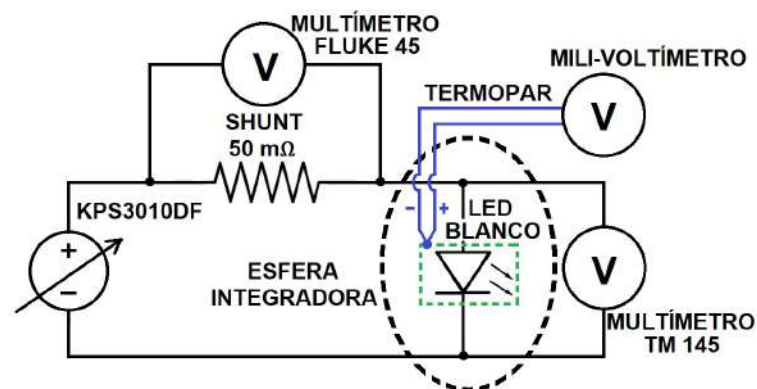 MULTÍMETRO
FLUKE 45
V
SHUNT
50 mΩ
MILI-VOLTÍMETRO
V
TERMOPAR
KPS3010DF
+
−
− +
LED
BLANCO
ESFERA
INTEGRADORA
V
MULTÍMETRO
TM 145